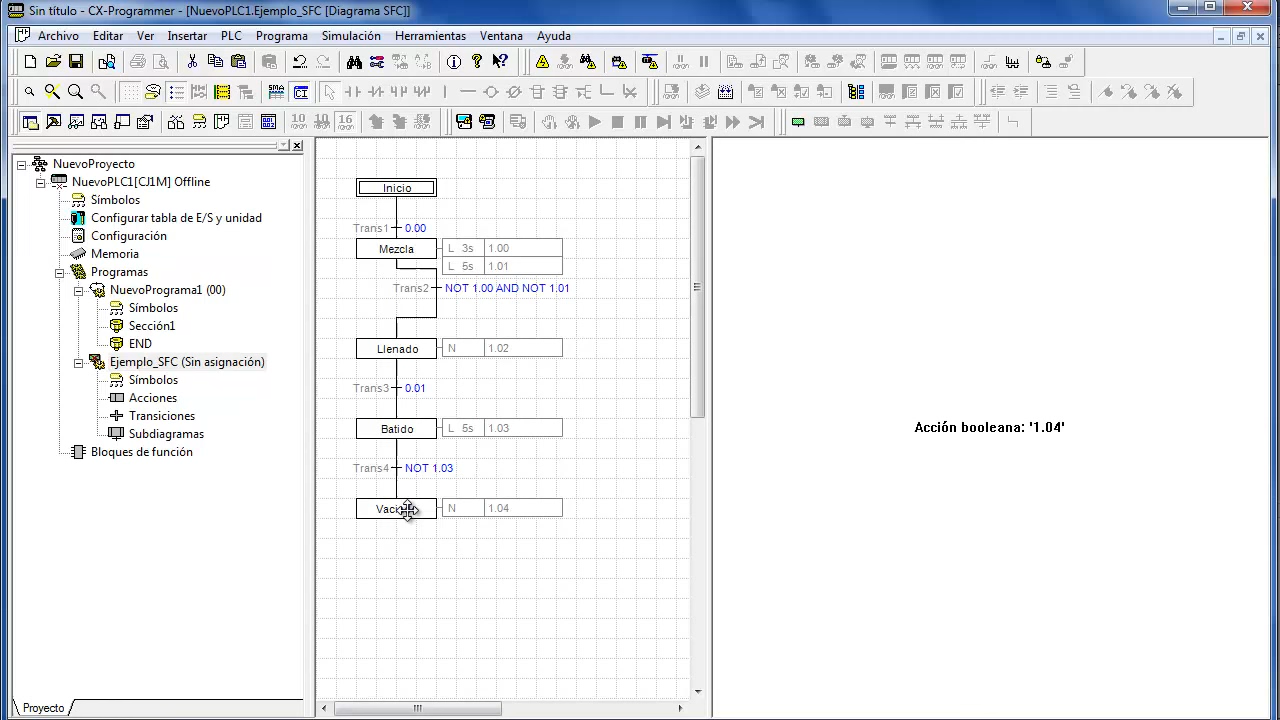 Sin título - CX-Programmer - [NuevoPLC1.Ejemplo_SFC [Diagrama SFC]]
Archivo Editar Ver Insertar PLC Programa Simulación Herramientas Ventana Ayuda
10 16
NuevoProyecto
NuevoPLC1[CJ1M] Offline
Símbolos
Configurar tabla de E/S y unidad
Configuración
Memoria
Programas
NuevoPrograma1 (00)
Símbolos
Sección1
END
Ejemplo_SFC (Sin asignación)
Símbolos
Acciones
Transiciones
Subdiagramas
Bloques de función
Proyecto
Inicio
Trans1 0.00
Mezcla L 3s 1.00
L 5s 1.01
Trans2 NOT 1.00 AND NOT 1.01
Llenado N 1.02
Trans3 0.01
Batido L 5s 1.03
Trans4 NOT 1.03
N 1.04
Acción booleana: '1.04'